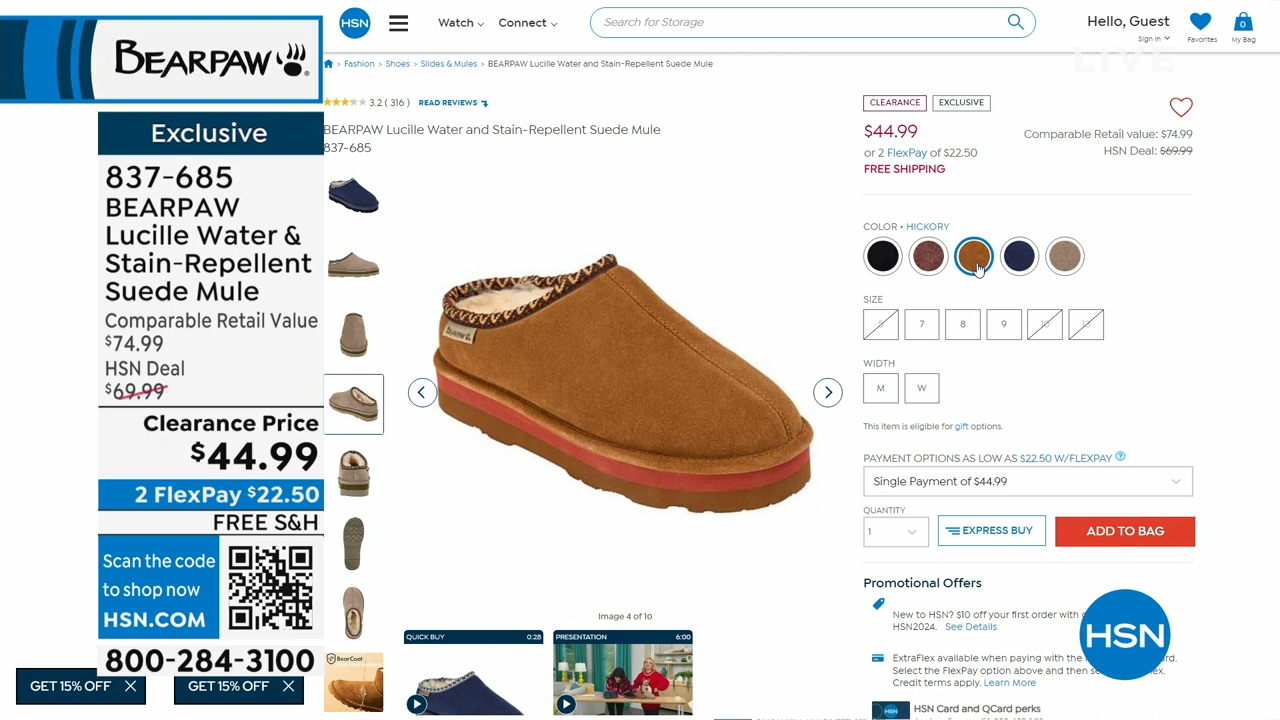 BEARPAW
Exclusive
837-685
BEARPAW
Lucille Water &
Stain-Repellent
Suede Mule
Comparable Retail Value
$74.99
HSN Deal
$69.99
Clearance Price
$44.99
2 FlexPay $22.50
FREE S&H
Scan the code
to shop now
HSN.COM
800-284-3100
GET 15% OFF
GET 15% OFF
HSN
Watch
Connect
Search for Storage
Hello, Guest
Sign in
Favorites
0
My Bag
LIVE
> Fashion > Shoes > Slides & Mules > BEARPAW Lucille Water and Stain-Repellent Suede Mule
3.2 ( 316 ) READ REVIEWS
BEARPAW Lucille Water and Stain-Repellent Suede Mule
837-685
BEARPAW
Image 4 of 10
BearCoat
QUICK BUY 0:28
PRESENTATION 6:00
CLEARANCE
EXCLUSIVE
$44.99
Comparable Retail value: $74.99
or 2 FlexPay of $22.50
HSN Deal: $69.99
FREE SHIPPING
COLOR • HICKORY
SIZE
7 8 9
WIDTH
M W
This item is eligible for gift options.
PAYMENT OPTIONS AS LOW AS $22.50 W/FLEXPAY
Single Payment of $44.99
QUANTITY
1
EXPRESS BUY
ADD TO BAG
Promotional Offers
New to HSN? $10 off your first order with
HSN2024. See Details
HSN
ExtraFlex available when paying with the
Select the FlexPay option above and then
Credit terms apply. Learn More
HSN
HSN Card and QCard perks